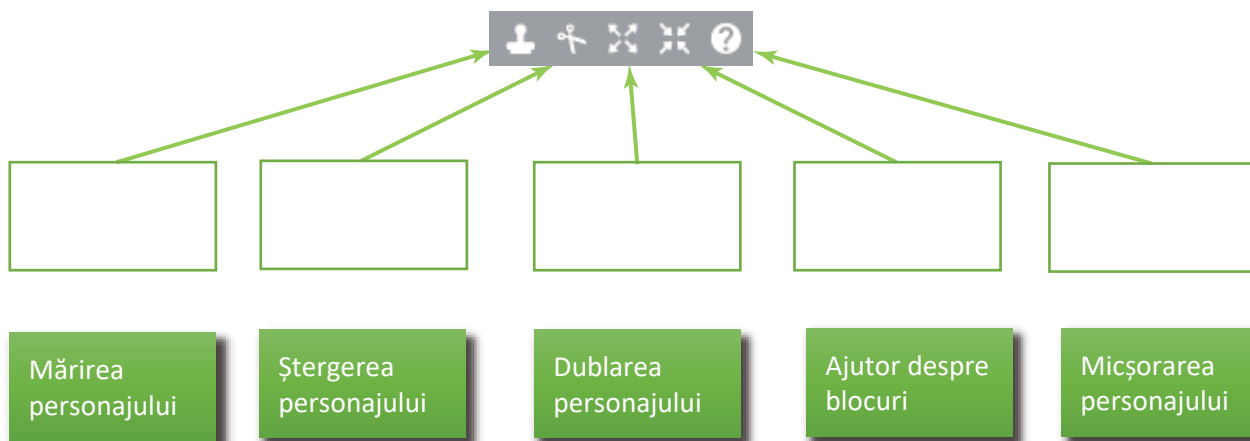 Mărirea
personajului
Ștergerea
personajului
Dublarea
personajului
Ajutor despre
blocuri
Micșorarea
personajului